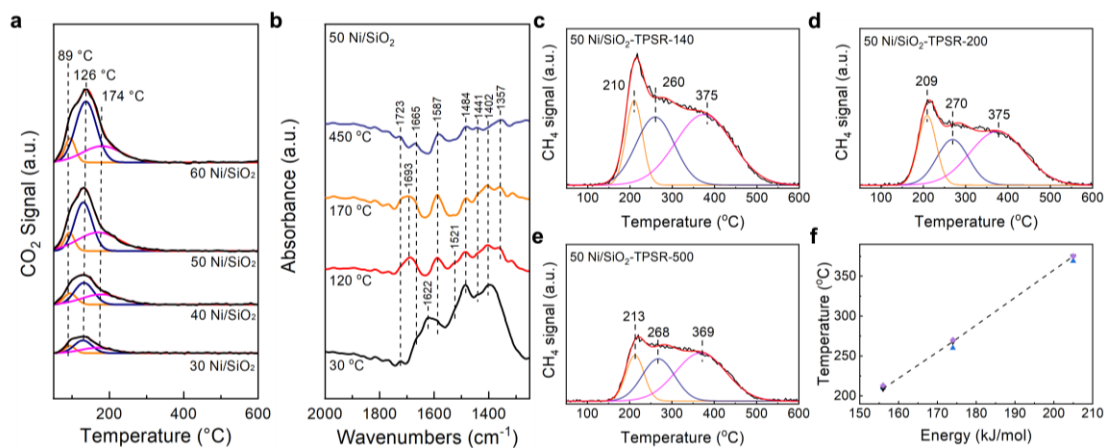 a
89 °C
126 °C
174 °C
60 Ni/SiO₂
50 Ni/SiO₂
40 Ni/SiO₂
30 Ni/SiO₂
CO₂ Signal (a.u.)
0 200 400 600
Temperature (°C)
b
50 Ni/SiO₂
1723
1665
1587
1484
1441
1402
1357
450 °C
1693
170 °C
1521
120 °C
1622
30 °C
Absorbance (a.u.)
2000 1800 1600 1400
Wavenumbers (cm⁻¹)
c
50 Ni/SiO₂-TPSR-140
210
260
375
CH₄ signal (a.u.)
100 200 300 400 500 600
Temperature (°C)
d
50 Ni/SiO₂-TPSR-200
209
270
375
CH₄ signal (a.u.)
100 200 300 400 500 600
Temperature (°C)
e
50 Ni/SiO₂-TPSR-500
213
268
369
CH₄ signal (a.u.)
100 200 300 400 500 600
Temperature (°C)
f
350
300
250
200
Temperature (°C)
150 160 170 180 190 200 210
Energy (kJ/mol)